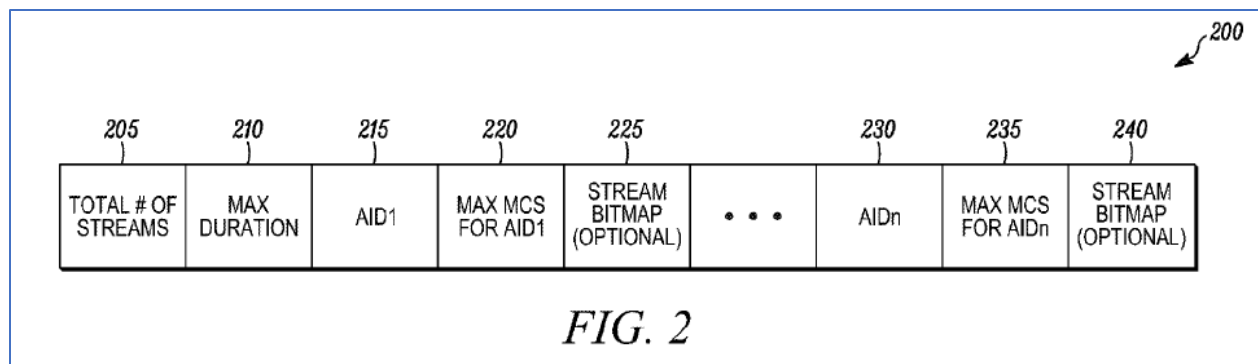 200
205 210 215 220 225 230 235 240
TOTAL # OF STREAMS MAX DURATION AID1 MAX MCS FOR AID1 STREAM BITMAP (OPTIONAL) • • • AIDn MAX MCS FOR AIDn STREAM BITMAP (OPTIONAL)
FIG. 2